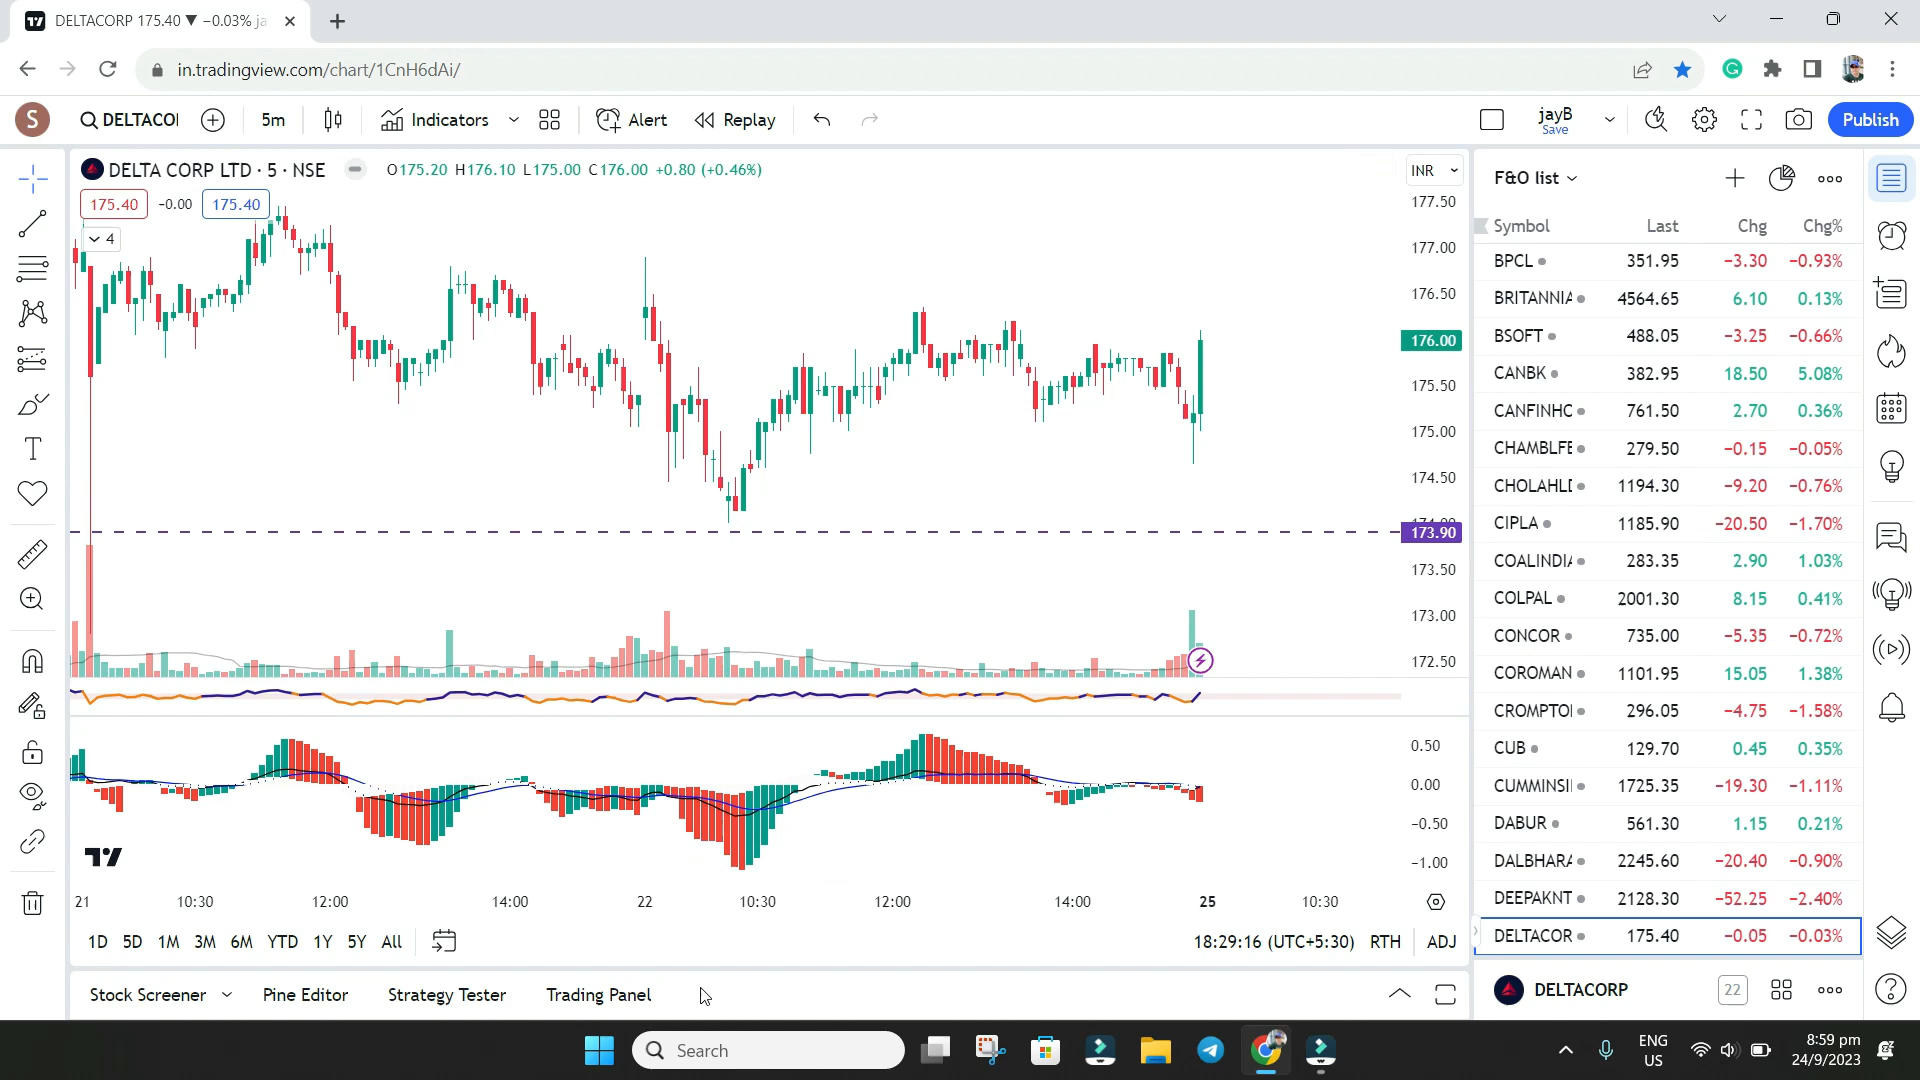 DELTACORP 175.40 ▼ −0.03% ja
in.tradingview.com/chart/1CnH6dAi/
S DELTACO 5m Indicators Alert Replay jayB Publish
Save
DELTA CORP LTD · 5 · NSE O175.20 H176.10 L175.00 C176.00 +0.80 (+0.46%) INR
175.40 -0.00 175.40
4
177.50
177.00
176.50
176.00
175.50
175.00
174.50
173.90
173.50
173.00
172.50
0.50
0.00
−0.50
−1.00
21 10:30 12:00 14:00 22 10:30 12:00 14:00 25 10:30
1D 5D 1M 3M 6M YTD 1Y 5Y All 18:29:16 (UTC+5:30) RTH ADJ
Stock Screener Pine Editor Strategy Tester Trading Panel
F&O list
Symbol Last Chg Chg%
BPCL 351.95 −3.30 −0.93%
BRITANNIA 4564.65 6.10 0.13%
BSOFT 488.05 −3.25 −0.66%
CANBK 382.95 18.50 5.08%
CANFINHO 761.50 2.70 0.36%
CHAMBLFE 279.50 −0.15 −0.05%
CHOLAHLD 1194.30 −9.20 −0.76%
CIPLA 1185.90 −20.50 −1.70%
COALINDIA 283.35 2.90 1.03%
COLPAL 2001.30 8.15 0.41%
CONCOR 735.00 −5.35 −0.72%
COROMAN 1101.95 15.05 1.38%
CROMPTO 296.05 −4.75 −1.58%
CUB 129.70 0.45 0.35%
CUMMINSI 1725.35 −19.30 −1.11%
DABUR 561.30 1.15 0.21%
DALBHARA 2245.60 −20.40 −0.90%
DEEPAKNT 2128.30 −52.25 −2.40%
DELTACOR 175.40 −0.05 −0.03%
DELTACORP 22
Search
ENG
US
8:59 pm
24/9/2023